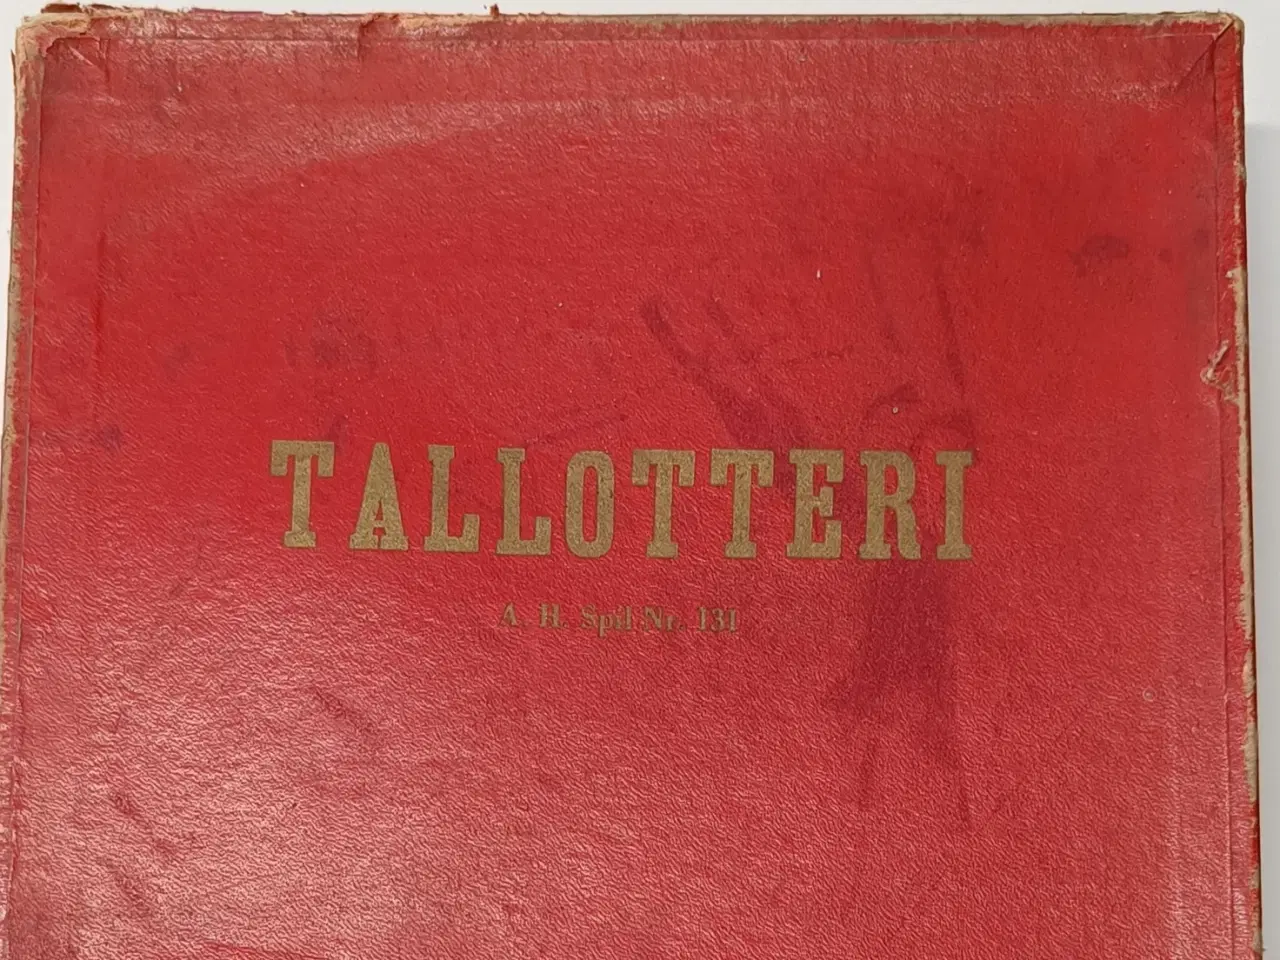 TALLOTTERI
A. H. Spil Nr. 131